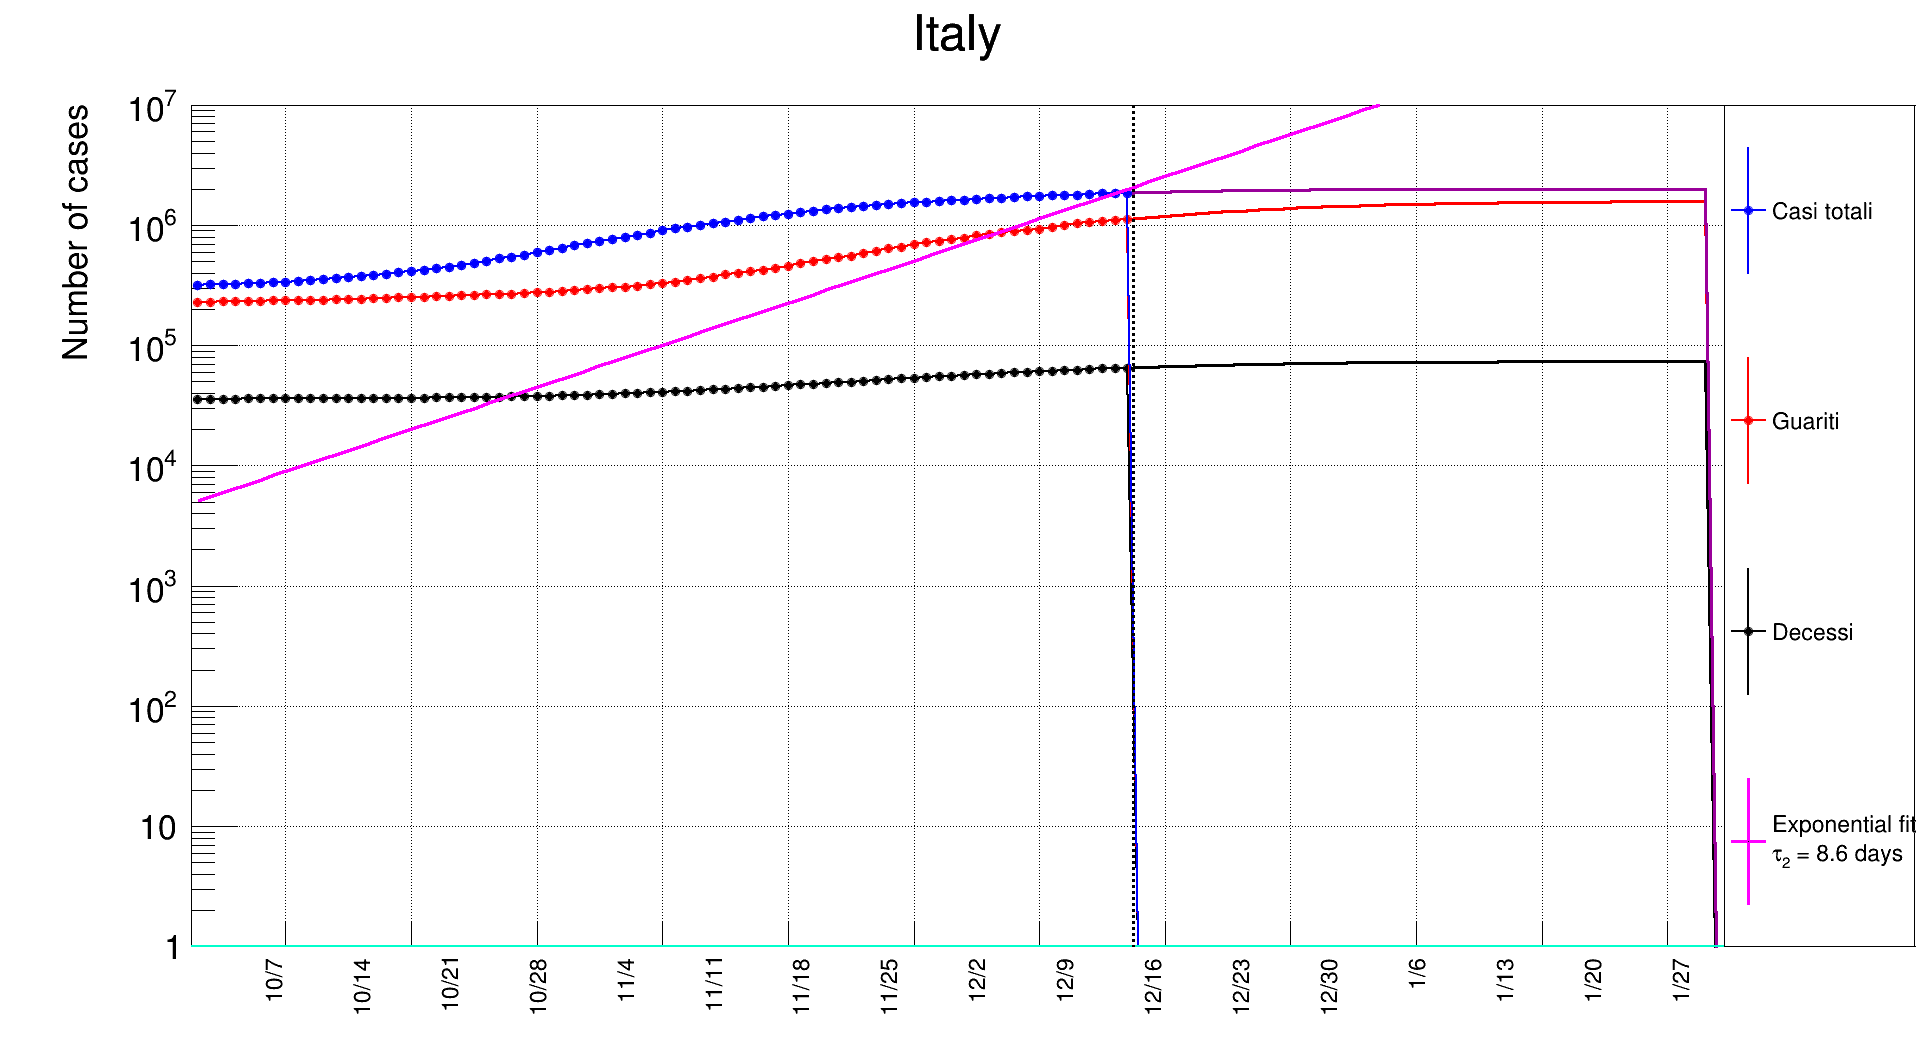 Italy
Number of cases
10^7
10^6
10^5
10^4
10^3
10^2
10
1
10/7 10/14 10/21 10/28 11/4 11/11 11/18 11/25 12/2 12/9 12/16 12/23 12/30 1/6 1/13 1/20 1/27
Casi totali
Guariti
Decessi
Exponential fit
τ₂ = 8.6 days